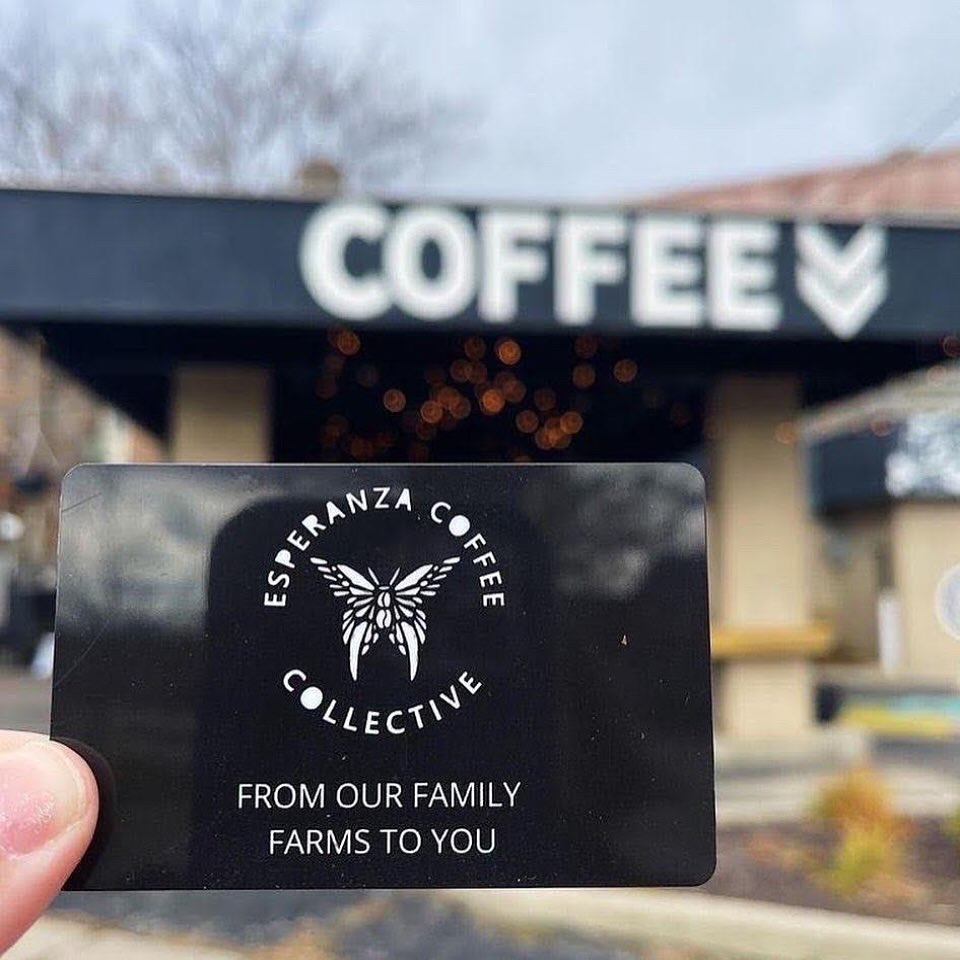 COFFEE
ESPERANZA COFFEE
COLLECTIVE
FROM OUR FAMILY
FARMS TO YOU